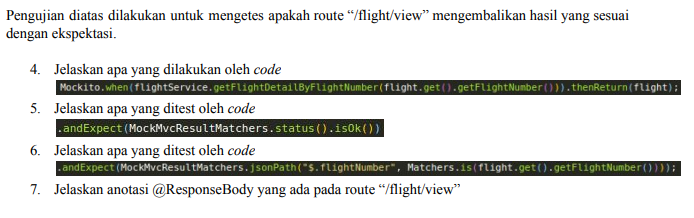 Pengujian diatas dilakukan untuk mengetes apakah route “/flight/view” mengembalikan hasil yang sesuai
dengan ekspektasi.
4. Jelaskan apa yang dilakukan oleh code
Mockito.when(flightService.getFlightDetailByFlightNumber(flight.get().getFlightNumber())).thenReturn(flight);
5. Jelaskan apa yang ditest oleh code
.andExpect(MockMvcResultMatchers.status().isOk())
6. Jelaskan apa yang ditest oleh code
.andExpect(MockMvcResultMatchers.jsonPath("$.flightNumber", Matchers.is(flight.get().getFlightNumber())));
7. Jelaskan anotasi @ResponseBody yang ada pada route “/flight/view”